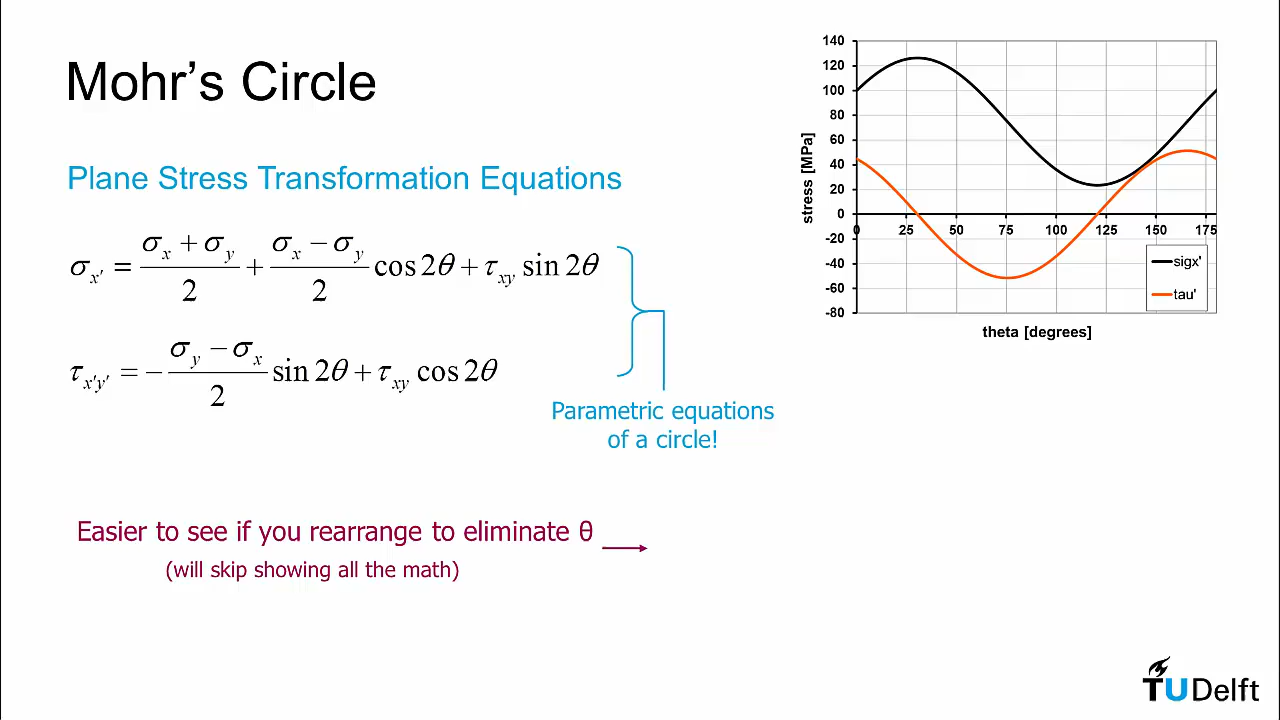 Mohr's Circle
Plane Stress Transformation Equations
σx′ = (σx + σy)/2 + (σx − σy)/2 cos 2θ + τxy sin 2θ
τx′y′ = − (σy − σx)/2 sin 2θ + τxy cos 2θ
Parametric equations
of a circle!
Easier to see if you rearrange to eliminate θ
(will skip showing all the math)
140
120
100
80
60
40
20
0
-20
-40
-60
-80
0 25 50 75 100 125 150 175
stress [MPa]
theta [degrees]
sigx'
tau'
TUDelft